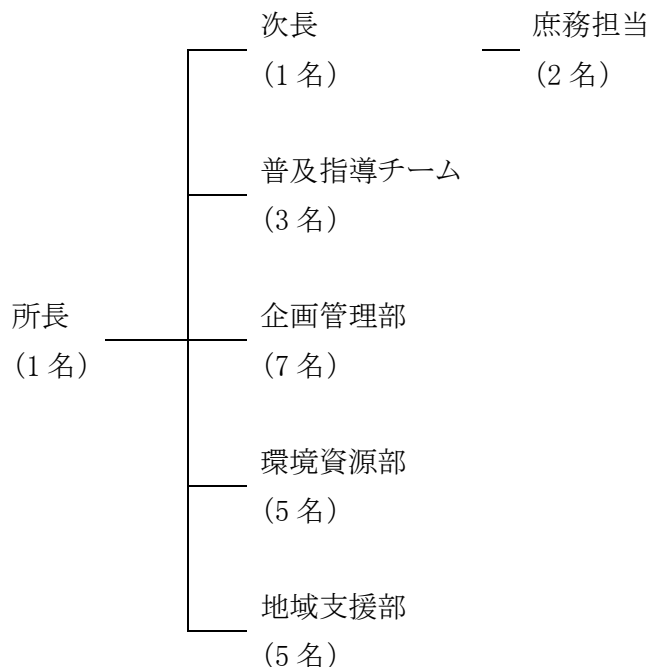 次長
(1 名)
庶務担当
(2 名)
普及指導チーム
(3 名)
所長
(1 名)
企画管理部
(7 名)
環境資源部
(5 名)
地域支援部
(5 名)